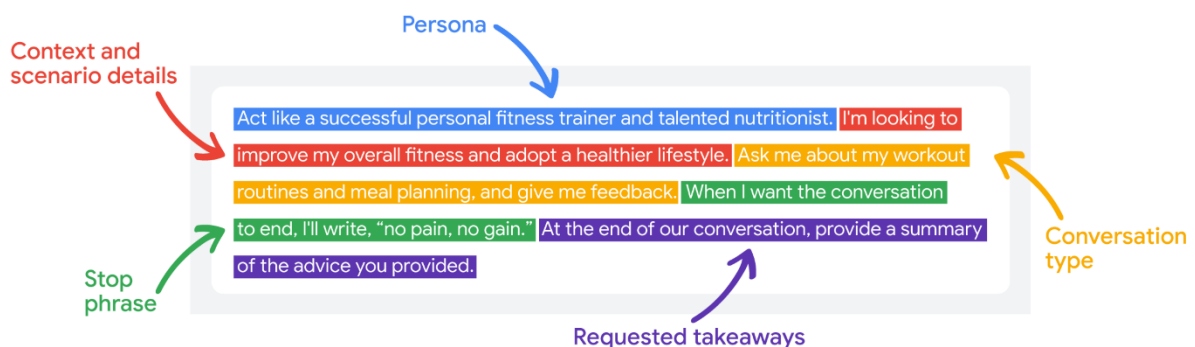 Persona
Context and
scenario details
Act like a successful personal fitness trainer and talented nutritionist. I'm looking to
improve my overall fitness and adopt a healthier lifestyle. Ask me about my workout
routines and meal planning, and give me feedback. When I want the conversation
to end, I'll write, “no pain, no gain.” At the end of our conversation, provide a summary
of the advice you provided.
Conversation
type
Stop
phrase
Requested takeaways